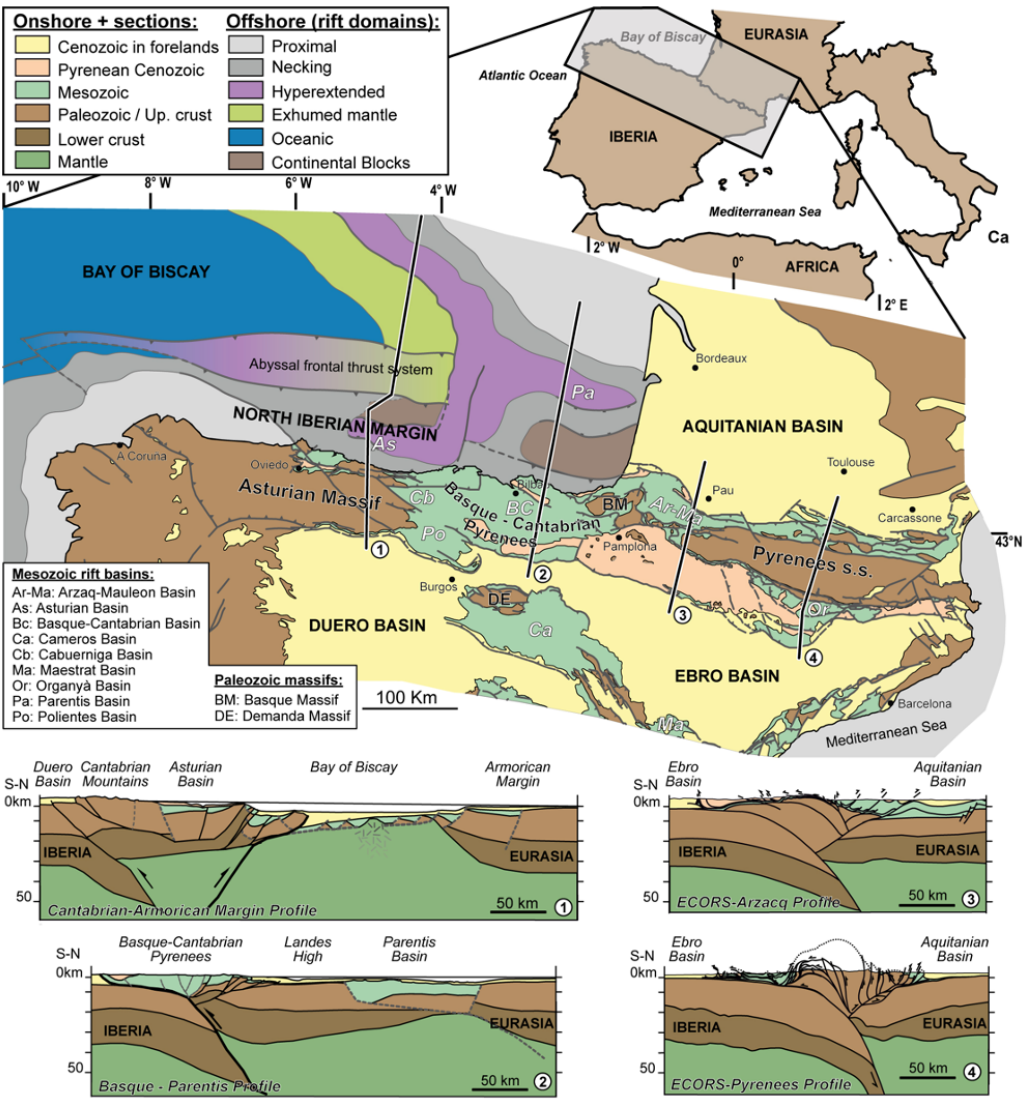 Onshore + sections:
Cenozoic in forelands
Pyrenean Cenozoic
Mesozoic
Paleozoic / Up. crust
Lower crust
Mantle
Offshore (rift domains):
Proximal
Necking
Hyperextended
Exhumed mantle
Oceanic
Continental Blocks
Bay of Biscay
EURASIA
Atlantic Ocean
IBERIA
Mediterranean Sea
AFRICA
Ca
10° W
8° W
6° W
4° W
2° W
0°
2° E
43°N
BAY OF BISCAY
Abyssal frontal thrust system
NORTH IBERIAN MARGIN
As
Pa
Bordeaux
AQUITANIAN BASIN
Toulouse
Pau
Carcassone
A Coruna
Oviedo
Asturian Massif
Cb
Po
Bilba
BC
Basque - Cantabrian
Pyrenees
BM
Ar-Ma
Pamplona
Pyrenees s.s.
Or
Burgos
DE
Ca
DUERO BASIN
EBRO BASIN
Ma
Barcelona
Mediterranean Sea
1
2
3
4
Mesozoic rift basins:
Ar-Ma: Arzaq-Mauleon Basin
As: Asturian Basin
Bc: Basque-Cantabrian Basin
Ca: Cameros Basin
Cb: Cabuerniga Basin
Ma: Maestrat Basin
Or: Organyà Basin
Pa: Parentis Basin
Po: Polientes Basin
Paleozoic massifs:
BM: Basque Massif
DE: Demanda Massif
100 Km
Duero Basin
Cantabrian Mountains
Asturian Basin
Bay of Biscay
Armorican Margin
S-N
0km
IBERIA
EURASIA
50
Cantabrian-Armorican Margin Profile
50 km
1
Basque-Cantabrian Pyrenees
Landes High
Parentis Basin
S-N
0km
IBERIA
EURASIA
50
Basque - Parentis Profile
50 km
2
Ebro Basin
Aquitanian Basin
S-N
0km
IBERIA
EURASIA
50
ECORS-Arzacq Profile
50 km
3
Ebro Basin
Aquitanian Basin
S-N
0km
IBERIA
EURASIA
50
ECORS-Pyrenees Profile
50 km
4